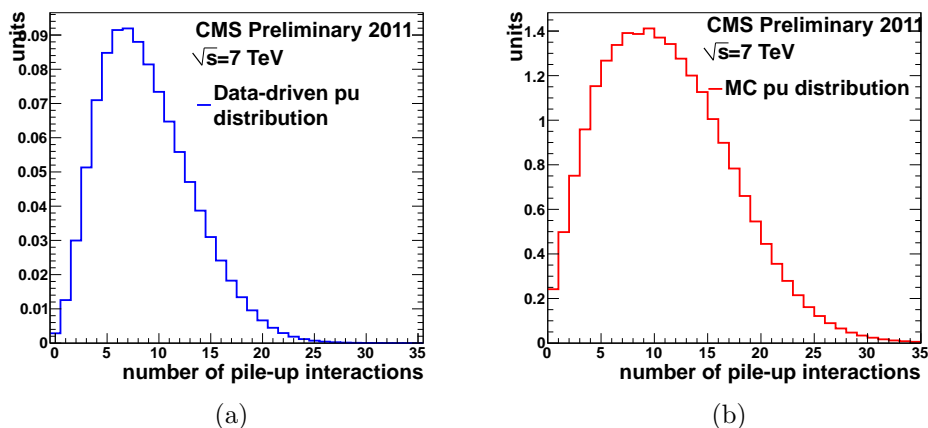 units
0.09
0.08
0.07
0.06
0.05
0.04
0.03
0.02
0.01
0
CMS Preliminary 2011
√s=7 TeV
Data-driven pu
distribution
0 5 10 15 20 25 30 35
number of pile-up interactions
(a)
units
1.4
1.2
1
0.8
0.6
0.4
0.2
0
CMS Preliminary 2011
√s=7 TeV
MC pu distribution
0 5 10 15 20 25 30 35
number of pile-up interactions
(b)